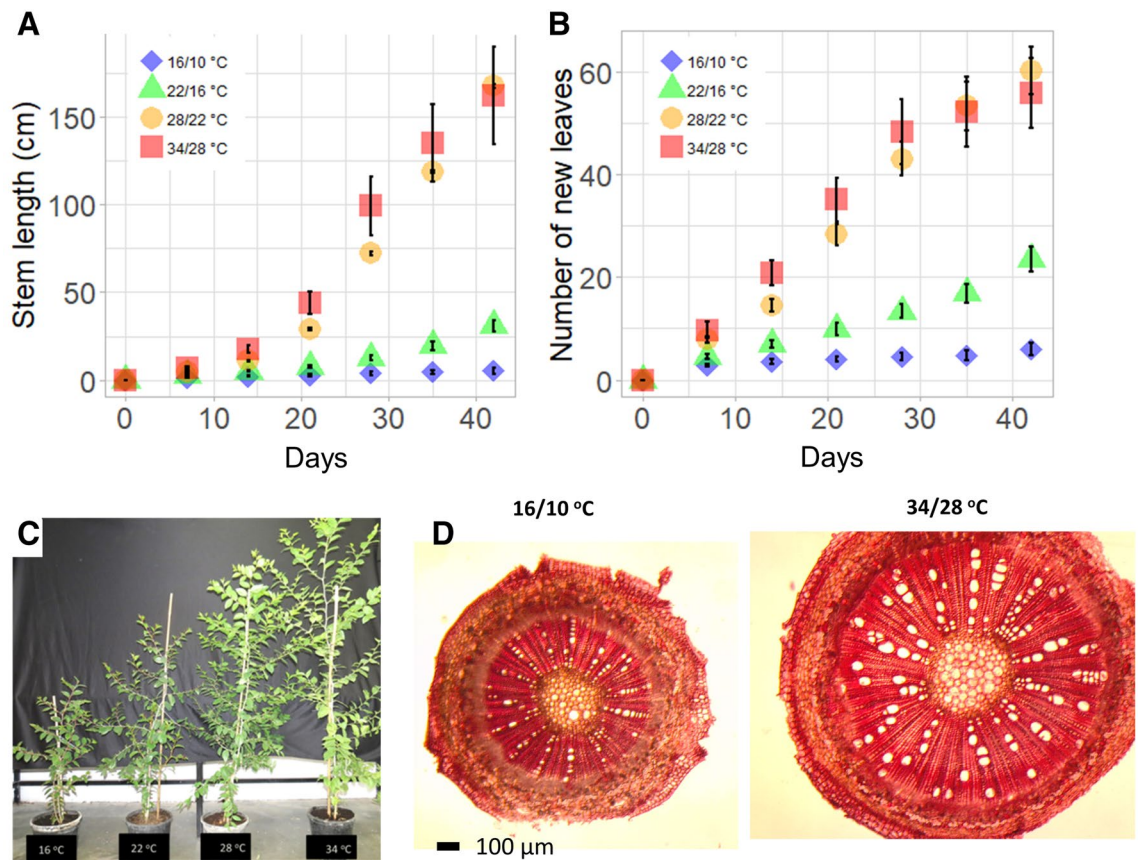 A
Stem length (cm)
150
100
50
0
16/10 °C
22/16 °C
28/22 °C
34/28 °C
0 10 20 30 40
Days
B
Number of new leaves
60
40
20
0
16/10 °C
22/16 °C
28/22 °C
34/28 °C
0 10 20 30 40
Days
C
16 °C
22 °C
28 °C
34 °C
D
16/10 °C
34/28 °C
100 μm